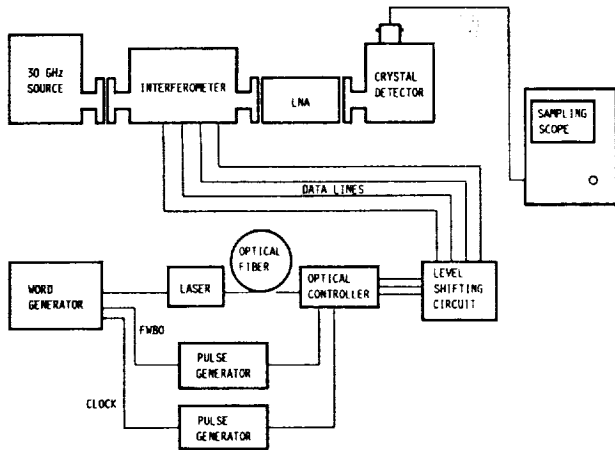 30 GHz
SOURCE
INTERFEROMETER
LNA
CRYSTAL
DETECTOR
SAMPLING
SCOPE
DATA LINES
OPTICAL
FIBER
WORD
GENERATOR
LASER
OPTICAL
CONTROLLER
LEVEL
SHIFTING
CIRCUIT
FWBO
PULSE
GENERATOR
CLOCK
PULSE
GENERATOR